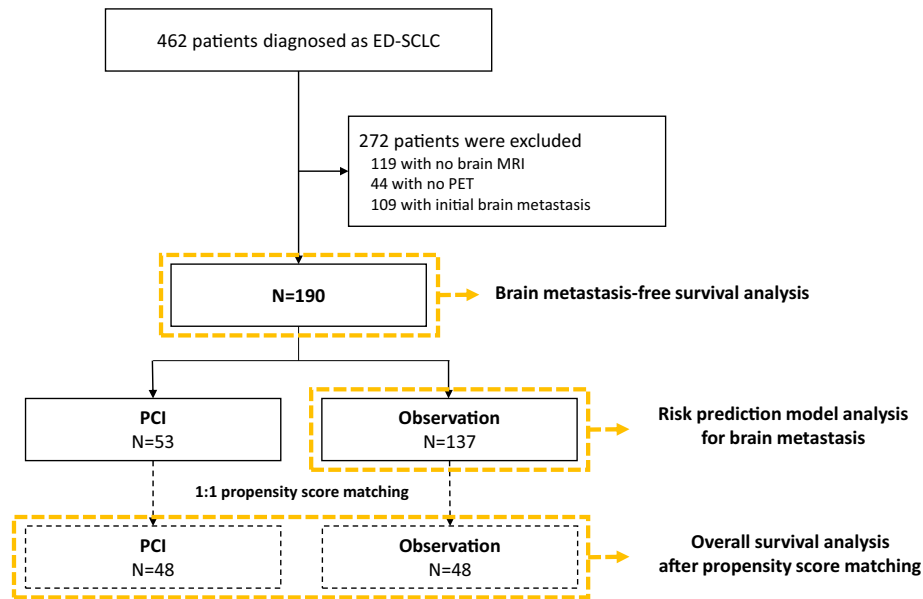 462 patients diagnosed as ED-SCLC
272 patients were excluded
119 with no brain MRI
44 with no PET
109 with initial brain metastasis
N=190
Brain metastasis-free survival analysis
PCI
N=53
Observation
N=137
Risk prediction model analysis
for brain metastasis
1:1 propensity score matching
PCI
N=48
Observation
N=48
Overall survival analysis
after propensity score matching